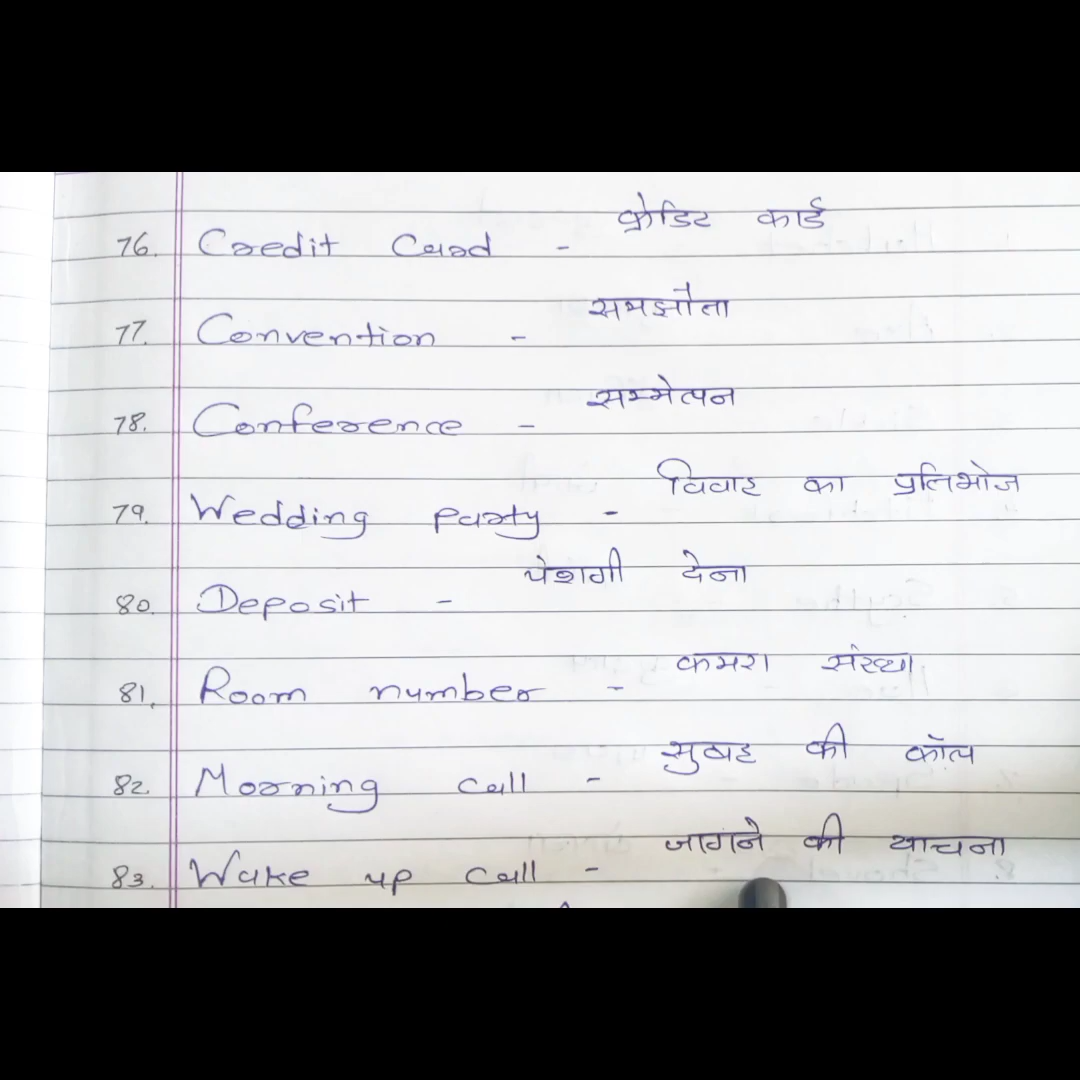 76. Credit Card - क्रेडिट कार्ड
77. Convention - समझौता
78. Conference - सम्मेलन
79. Wedding party - विवाह का प्रतिभोज
80. Deposit - पेशगी देना
81. Room number - कमरा संख्या
82. Morning call - सुबह की कॉल
83. Wake up call - जागने की याचना